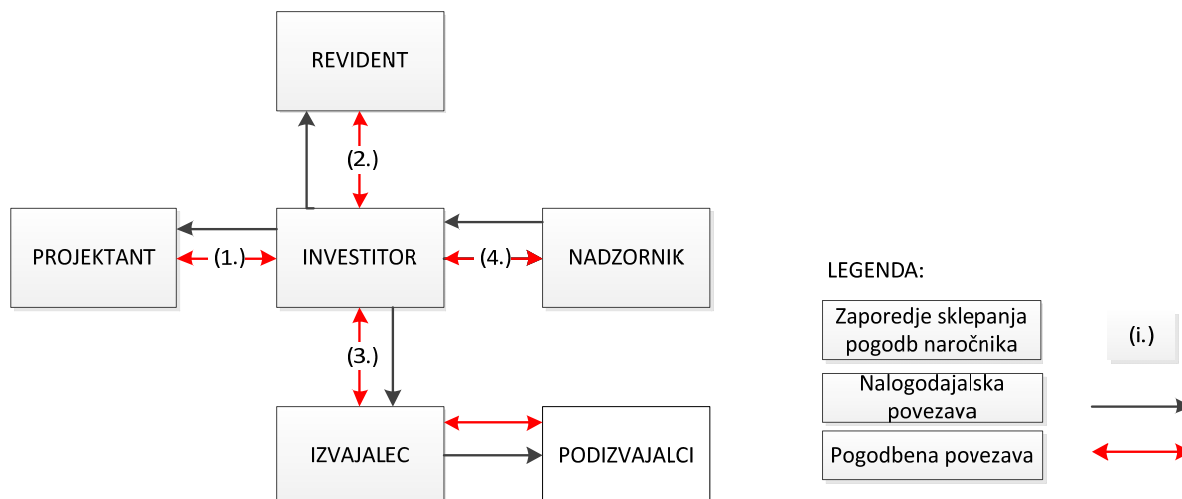 REVIDENT
(2.)
PROJEKTANT
(1.)
INVESTITOR
(4.)
NADZORNIK
(3.)
IZVAJALEC
PODIZVAJALCI
LEGENDA:
Zaporedje sklepanja
pogodb naročnika
(i.)
Nalogodajalska
povezava
Pogodbena povezava